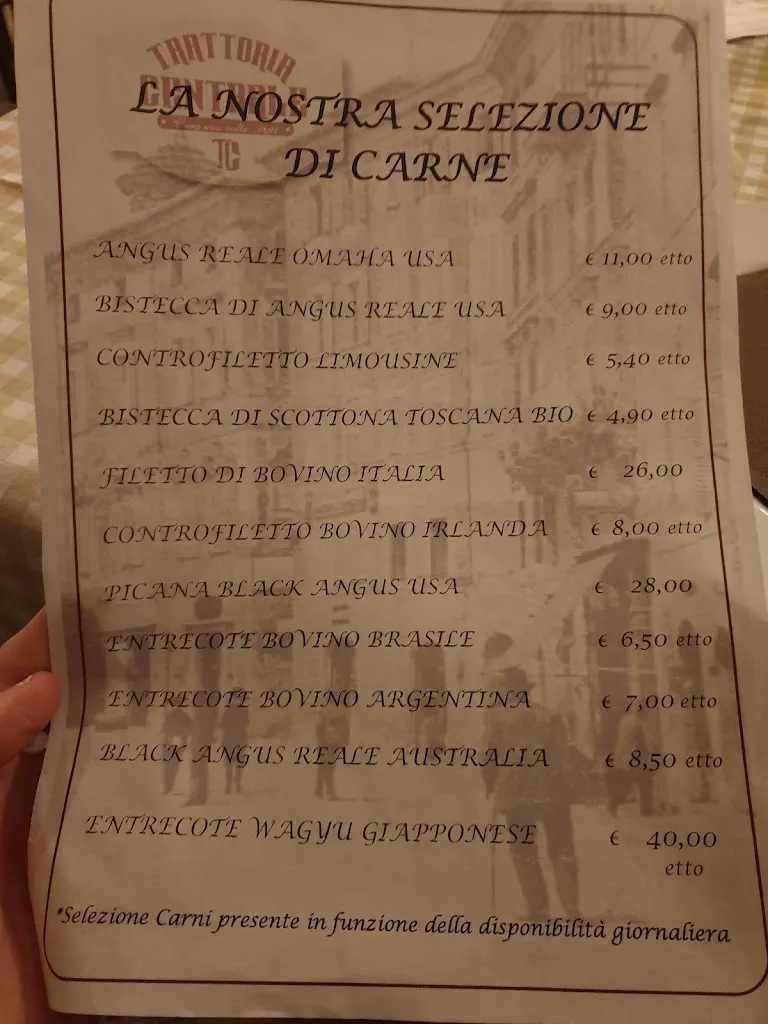 TRATTORIA
CENTRALE
TC
LA NOSTRA SELEZIONE
DI CARNE
ANGUS REALE OMAHA USA € 11,00 etto
BISTECCA DI ANGUS REALE USA € 9,00 etto
CONTROFILETTO LIMOUSINE € 5,40 etto
BISTECCA DI SCOTTONA TOSCANA BIO € 4,90 etto
FILETTO DI BOVINO ITALIA € 26,00
CONTROFILETTO BOVINO IRLANDA € 8,00 etto
PICANA BLACK ANGUS USA € 28,00
ENTRECOTE BOVINO BRASILE € 6,50 etto
ENTRECOTE BOVINO ARGENTINA € 7,00 etto
BLACK ANGUS REALE AUSTRALIA € 8,50 etto
ENTRECOTE WAGYU GIAPPONESE € 40,00
etto
*Selezione Carni presente in funzione della disponibilità giornaliera